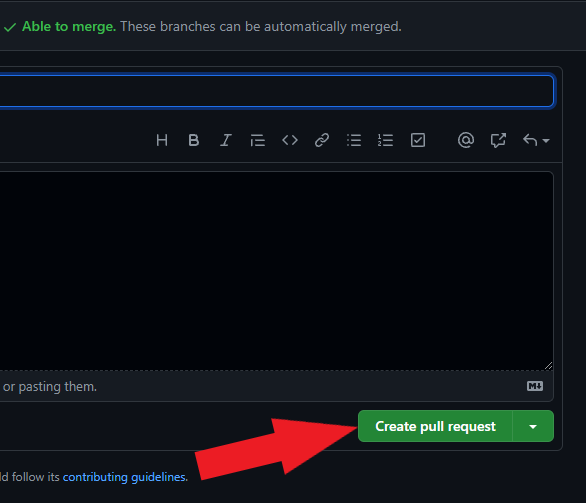 Able to merge. These branches can be automatically merged.
H B I
or pasting them.
Create pull request
d follow its contributing guidelines.